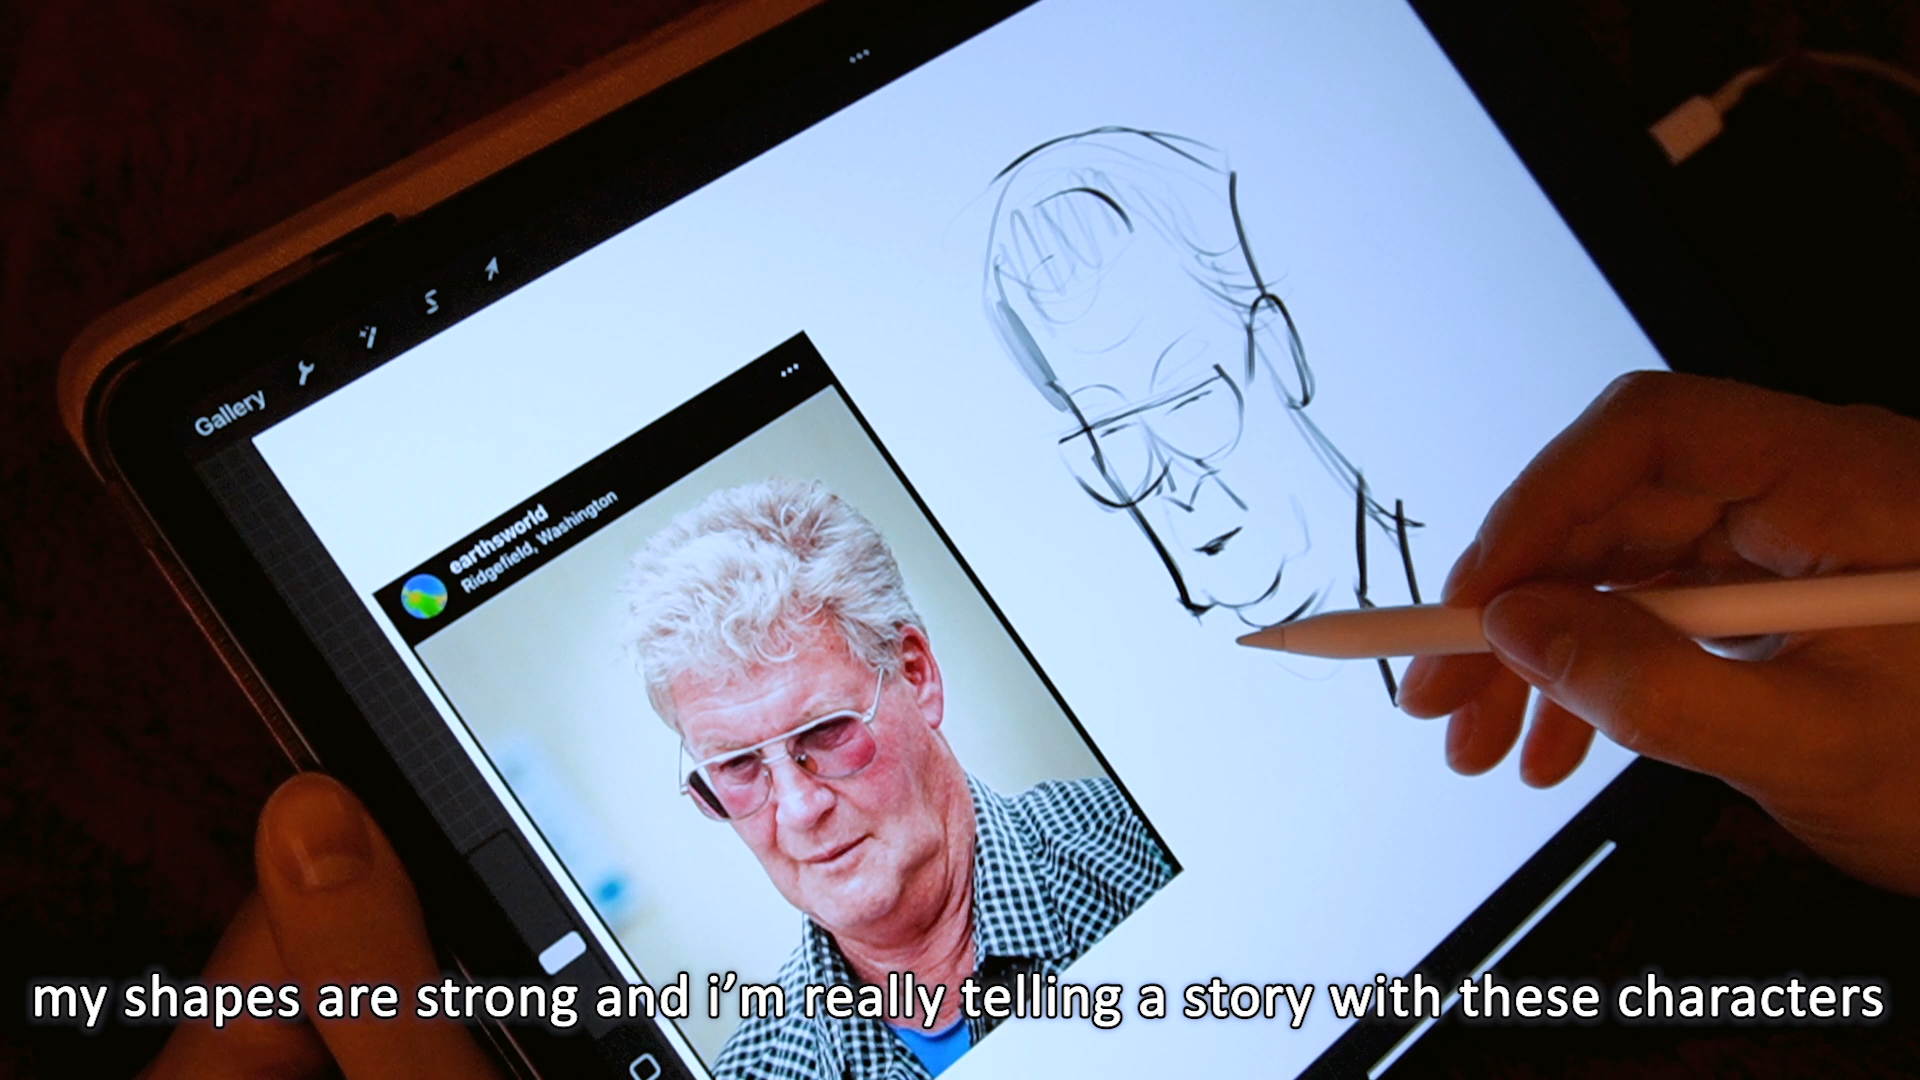 Gallery
earthsworld
Ridgefield, Washington
my shapes are strong and i’m really telling a story with these characters